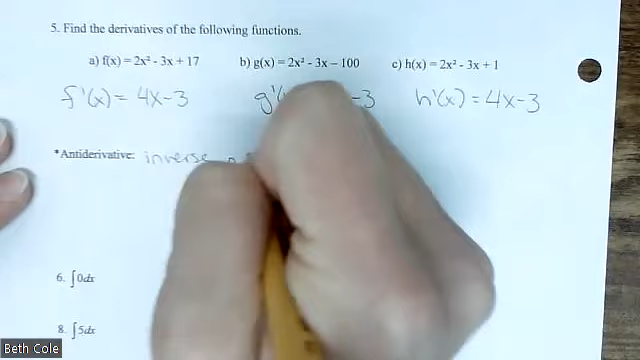 5. Find the derivatives of the following functions.
a) f(x) = 2x² - 3x + 17 b) g(x) = 2x² - 3x – 100 c) h(x) = 2x² - 3x + 1
f'(x) = 4x-3 g'( -3 h'(x) = 4x-3
*Antiderivative: inverse
6. ∫0dx
8. ∫5dx
Beth Cole